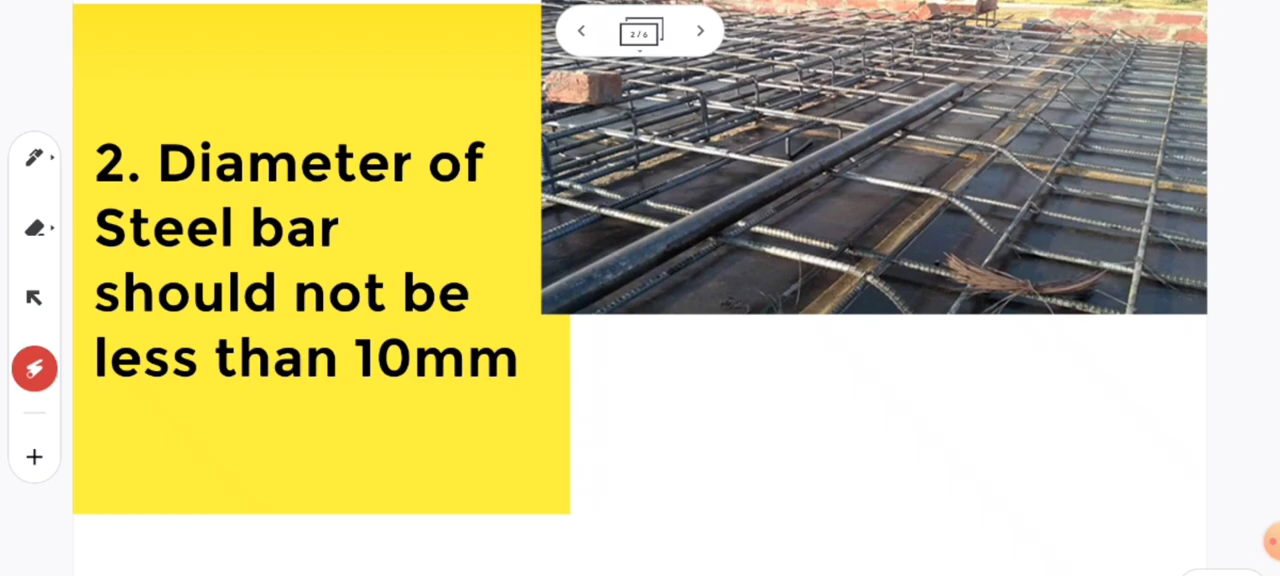 2 / 6
2. Diameter of
Steel bar
should not be
less than 10mm